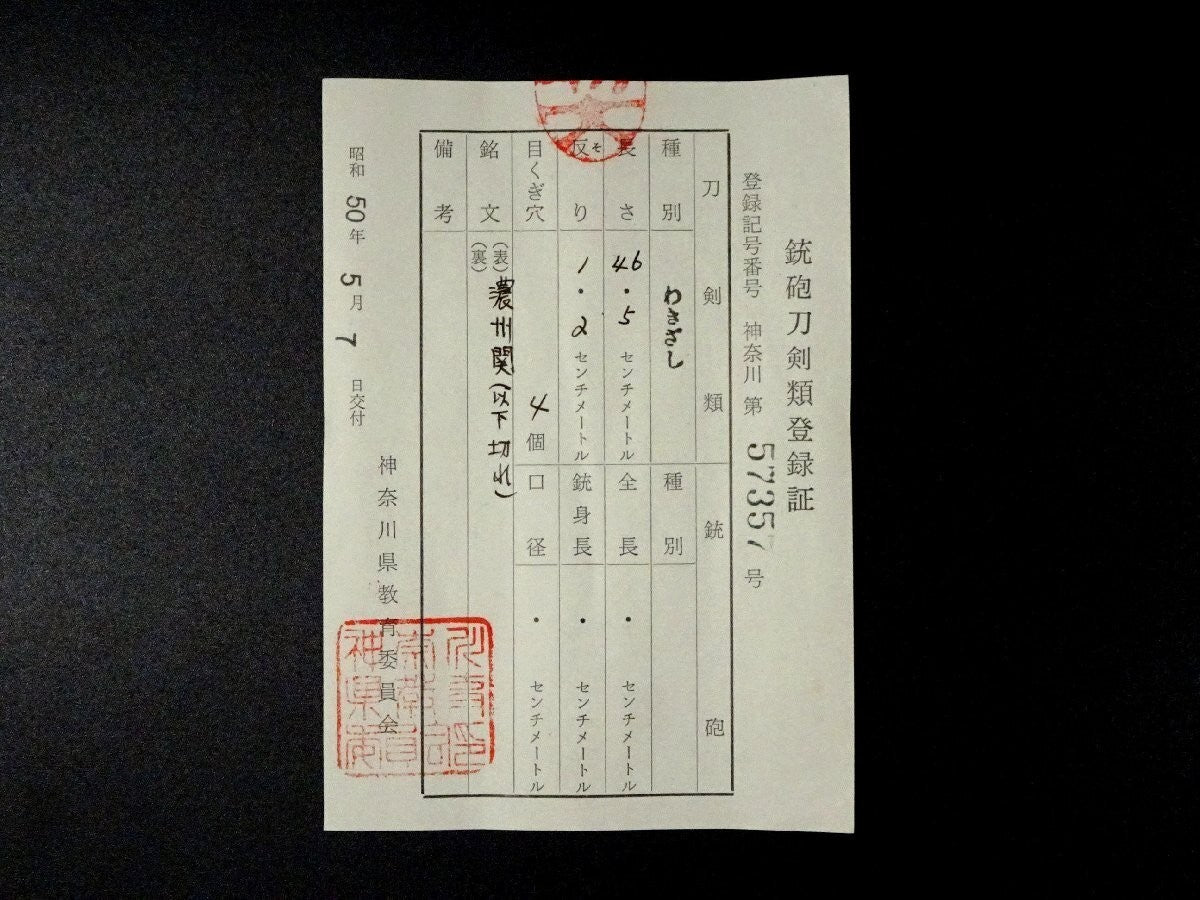 銃砲刀剣類登録証
登録記号番号 神奈川 第 57357 号
刀剣類
銃砲
種別 わきざし
種別
長さ 46.5 センチメートル
全長 . センチメートル
反り そ 1.2 センチメートル
銃身長 . センチメートル
目くぎ穴 4 個
口径 . センチメートル
銘文 (表) 濃州関(以下切れ)
(裏)
備考
神奈川県教育委員会
昭和 50年 5月 7 日交付